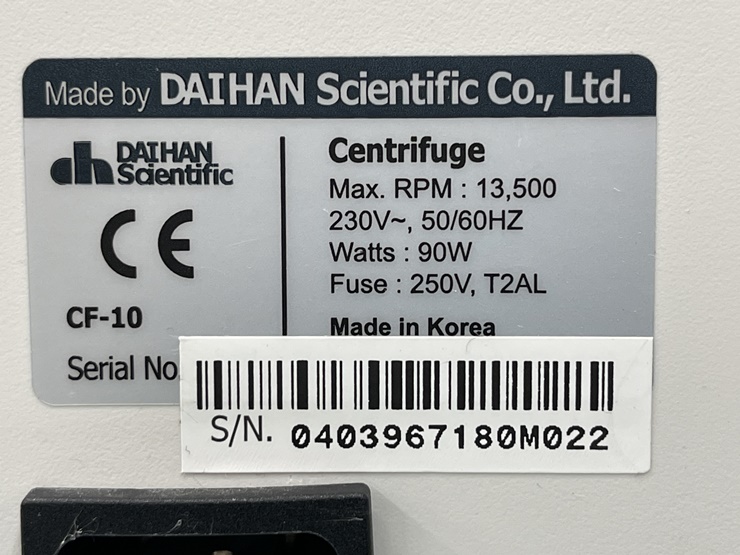 Made by DAIHAN Scientific Co., Ltd.
dh DAIHAN
Scientific
CE
CF-10
Serial No.
Centrifuge
Max. RPM : 13,500
230V~, 50/60HZ
Watts : 90W
Fuse : 250V, T2AL
Made in Korea
S/N. 0403967180M022